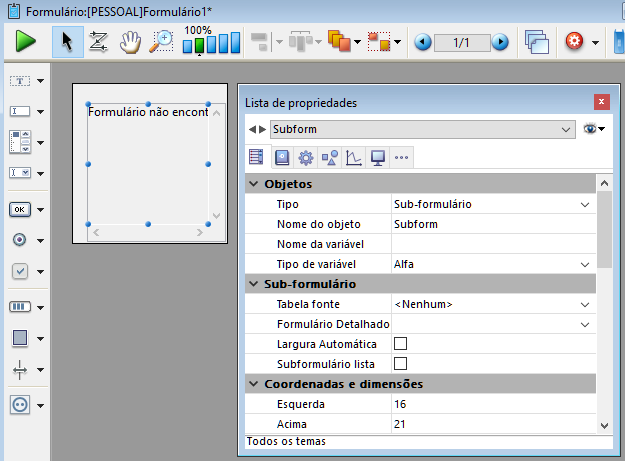 Formulário:[PESSOAL]Formulário1*
100%
1/1
T
OK
Formulário não encont
Lista de propriedades
Subform
Objetos
Tipo Sub-formulário
Nome do objeto Subform
Nome da variável
Tipo de variável Alfa
Sub-formulário
Tabela fonte <Nenhum>
Formulário Detalhado
Largura Automática
Subformulário lista
Coordenadas e dimensões
Esquerda 16
Acima 21
Todos os temas